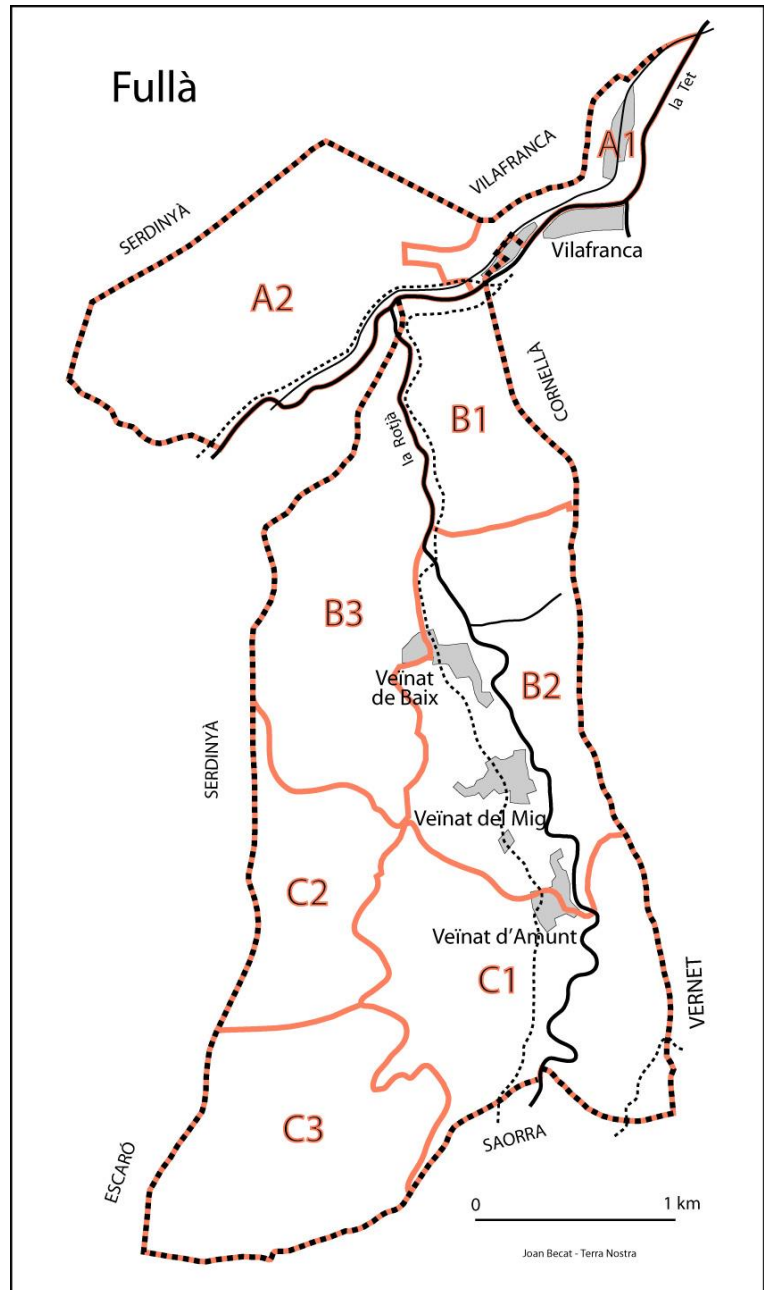 Fullà
la Tet
A1
VILAFRANCA
SERDINYÀ
Vilafranca
A2
CORNELLÀ
B1
la Rotjà
B3
Veïnat
de Baix
B2
SERDINYÀ
Veïnat del Mig
C2
Veïnat d'Amunt
C1
VERNET
C3
SAORRA
ESCARÓ
0
1 km
Joan Becat - Terra Nostra